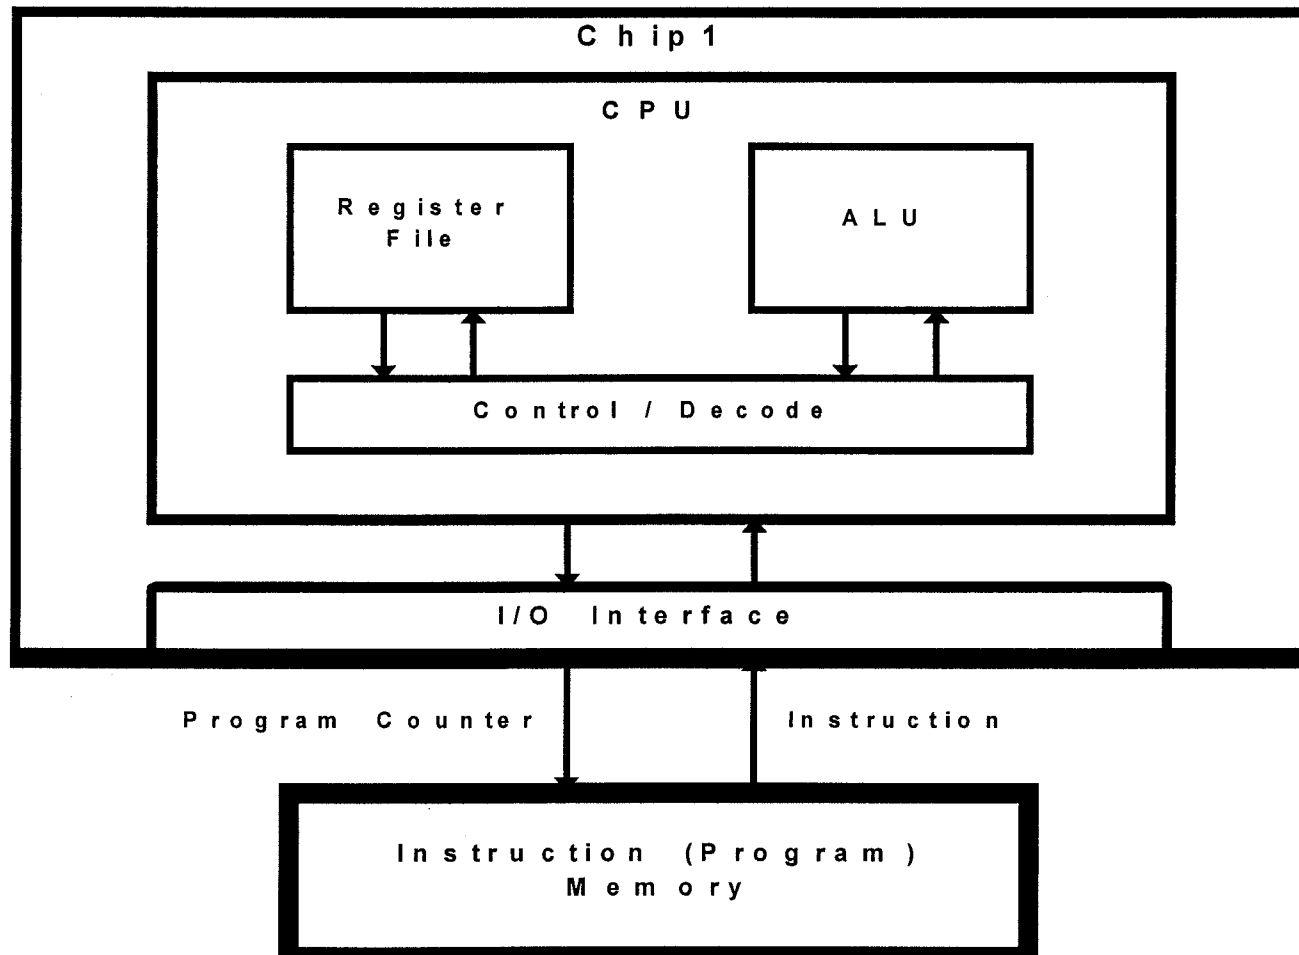 Chip1
CPU
Register
File
ALU
Control / Decode
I/O Interface
Program Counter
Instruction
Instruction (Program)
Memory